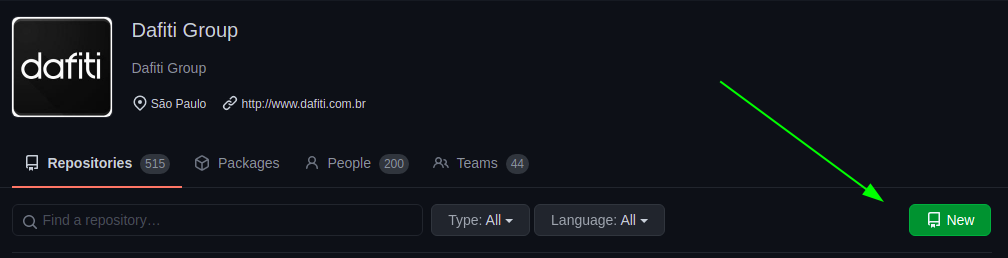 Dafiti Group
dafiti
Dafiti Group
São Paulo http://www.dafiti.com.br
Repositories 515 Packages People 200 Teams 44
Find a repository… Type: All Language: All New